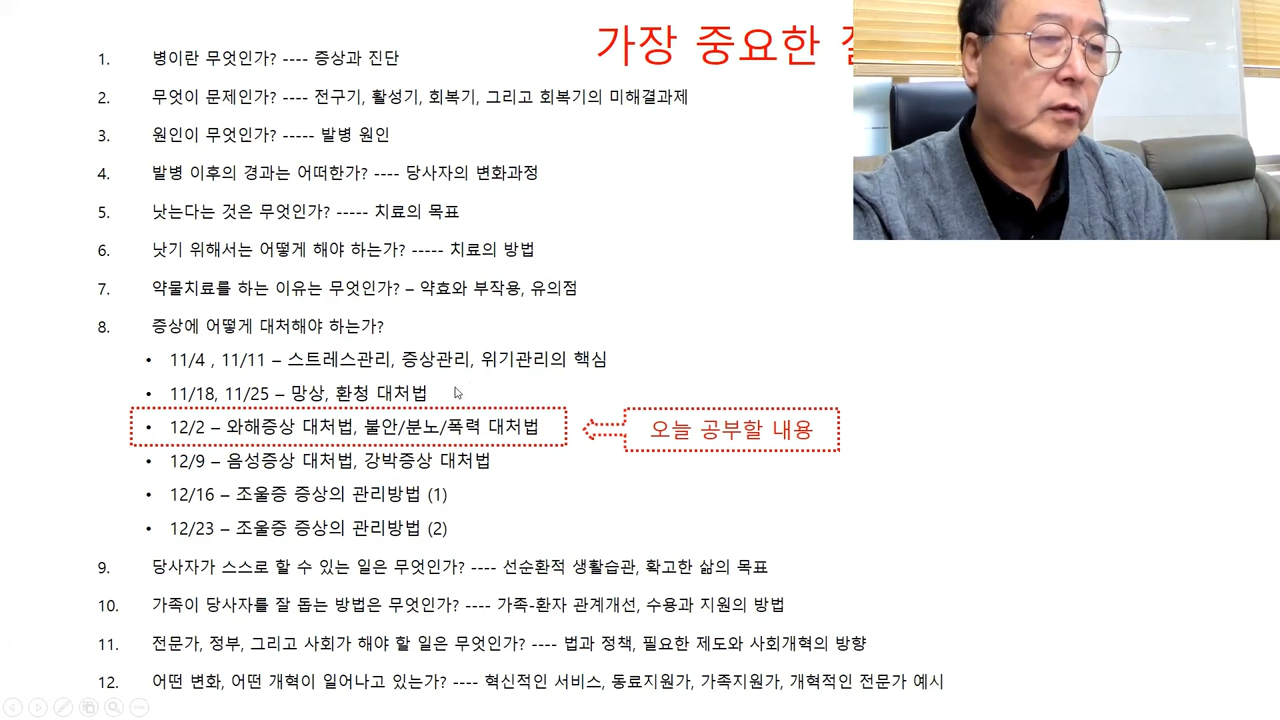 가장 중요한
1. 병이란 무엇인가? ---- 증상과 진단
2. 무엇이 문제인가? ---- 전구기, 활성기, 회복기, 그리고 회복기의 미해결과제
3. 원인이 무엇인가? ----- 발병 원인
4. 발병 이후의 경과는 어떠한가? ---- 당사자의 변화과정
5. 낫는다는 것은 무엇인가? ----- 치료의 목표
6. 낫기 위해서는 어떻게 해야 하는가? ----- 치료의 방법
7. 약물치료를 하는 이유는 무엇인가? – 약효와 부작용, 유의점
8. 증상에 어떻게 대처해야 하는가?
• 11/4 , 11/11 – 스트레스관리, 증상관리, 위기관리의 핵심
• 11/18, 11/25 – 망상, 환청 대처법
• 12/2 – 와해증상 대처법, 불안/분노/폭력 대처법
오늘 공부할 내용
• 12/9 – 음성증상 대처법, 강박증상 대처법
• 12/16 – 조울증 증상의 관리방법 (1)
• 12/23 – 조울증 증상의 관리방법 (2)
9. 당사자가 스스로 할 수 있는 일은 무엇인가? ---- 선순환적 생활습관, 확고한 삶의 목표
10. 가족이 당사자를 잘 돕는 방법은 무엇인가? ---- 가족-환자 관계개선, 수용과 지원의 방법
11. 전문가, 정부, 그리고 사회가 해야 할 일은 무엇인가? ---- 법과 정책, 필요한 제도와 사회개혁의 방향
12. 어떤 변화, 어떤 개혁이 일어나고 있는가? ---- 혁신적인 서비스, 동료지원가, 가족지원가, 개혁적인 전문가 예시